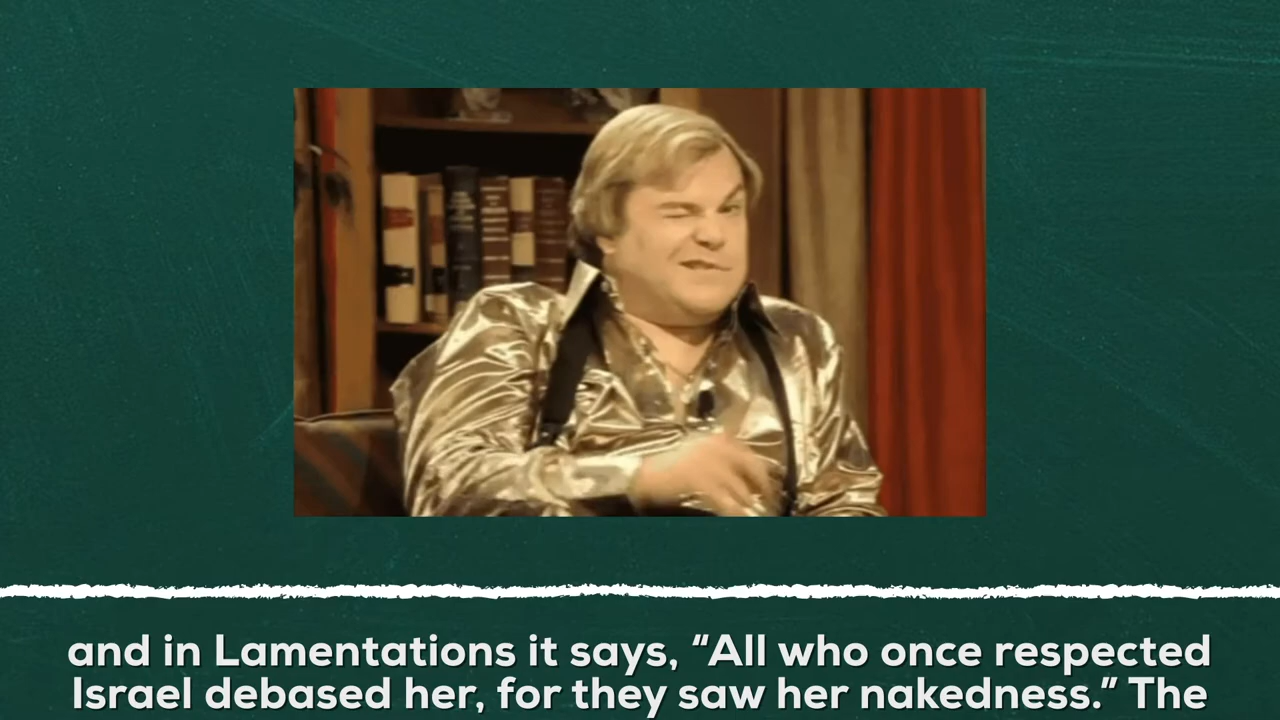 and in Lamentations it says, “All who once respected
Israel debased her, for they saw her nakedness.” The